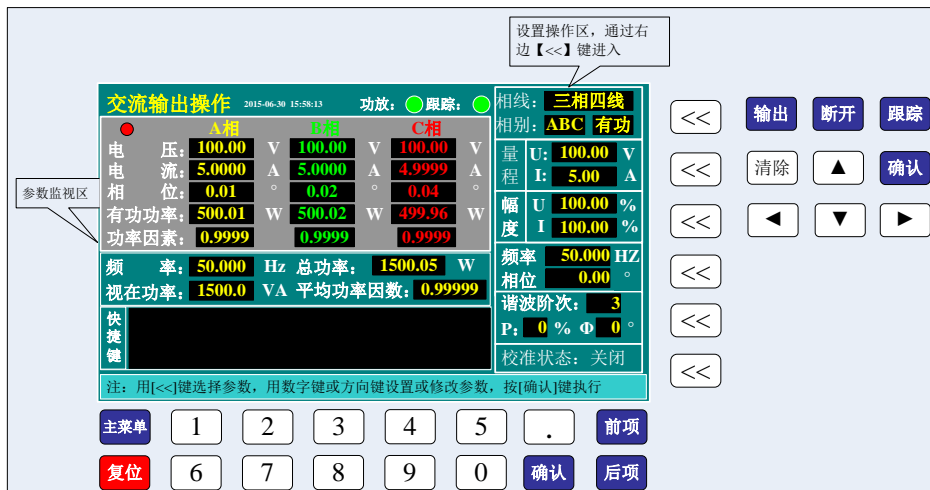 设置操作区，通过右
边【<<】键进入
参数监视区
交流输出操作 2015-06-30 15:58:13 功放： 跟踪：
A相 B相 C相
电 压： 100.00 V 100.00 V 100.00 V
电 流： 5.0000 A 5.0000 A 4.9999 A
相 位： 0.01 ° 0.02 ° 0.04 °
有功功率： 500.01 W 500.02 W 499.96 W
功率因素： 0.9999 0.9999 0.9999
频 率： 50.000 Hz 总功率： 1500.05 W
视在功率： 1500.0 VA 平均功率因数： 0.99999
快捷键
相线： 三相四线
相别： ABC 有功
量程 U: 100.00 V
I: 5.00 A
幅度 U 100.00 %
I 100.00 %
频率 50.000 HZ
相位 0.00 °
谐波阶次： 3
P： 0 % Φ 0 °
校准状态：关闭
注：用[<<]键选择参数，用数字键或方向键设置或修改参数，按[确认]键执行
<< 输出 断开 跟踪
<< 清除 ▲ 确认
<< ◄ ▼ ►
<<
<<
<<
主菜单 1 2 3 4 5 . 前项
复位 6 7 8 9 0 确认 后项